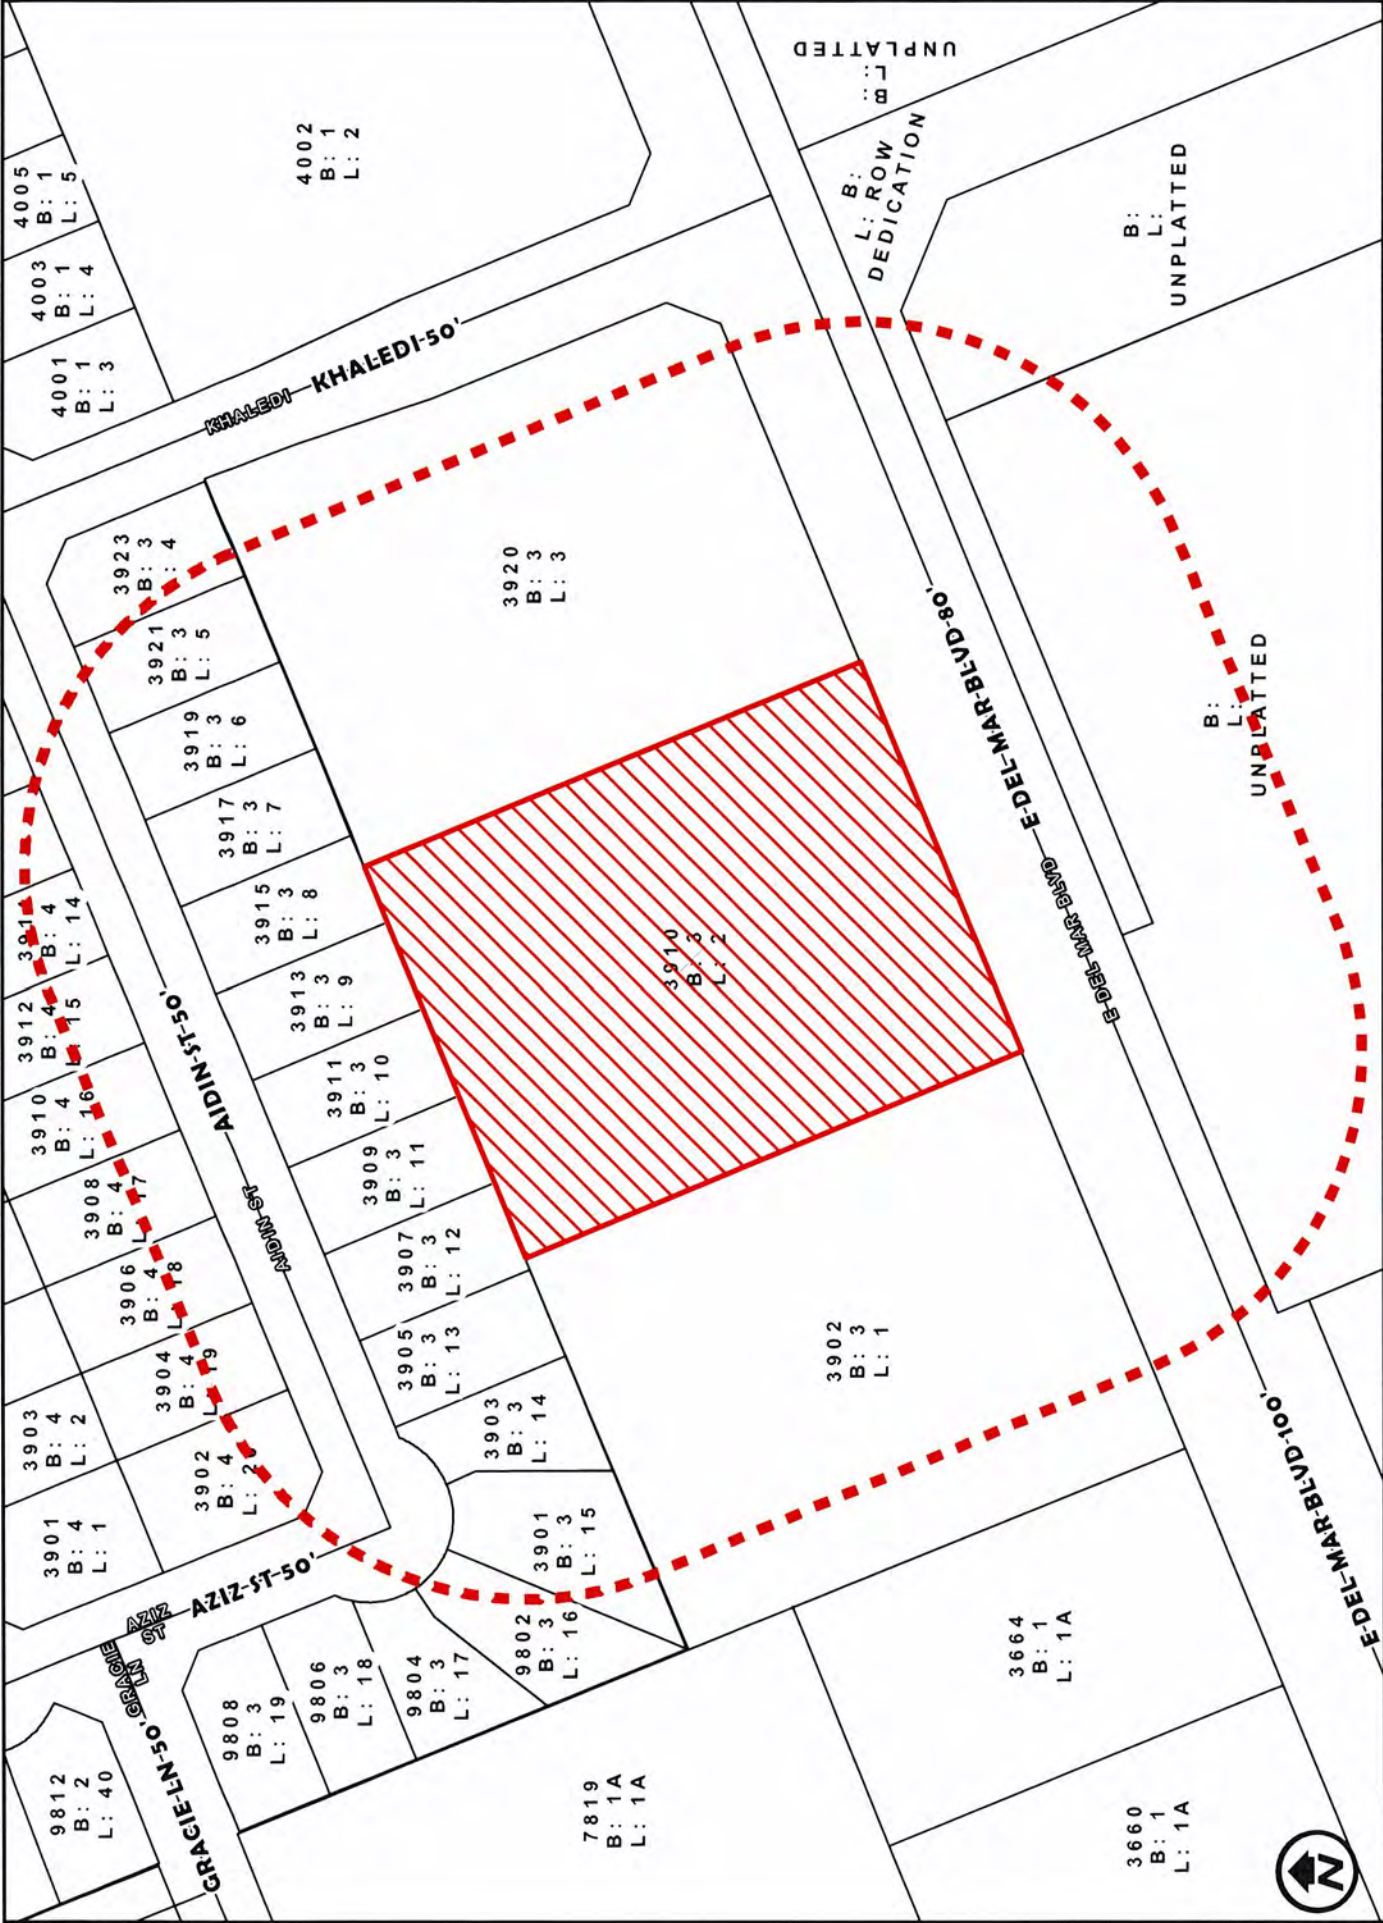 9812
B: 2
L: 40
GRACIE-LN-50'
GRACIE
LN
AZIZ
ST
AZIZ-ST-50'
3901
B: 4
L: 1
3903
B: 4
L: 2
3902
B: 4
3904
B: 4
3906
B: 4
3908
B: 4
3910
B: 4
L: 16
3912
B: 4
B: 4
L: 14
4001
B: 1
L: 3
4003
B: 1
L: 4
4005
B: 1
L: 5
4002
B: 1
L: 2
AIDIN ST
AIDIN-ST-50'
KHALEDI
KHALEDI-50'
9808
B: 3
L: 19
9806
B: 3
L: 18
9804
B: 3
L: 17
9802
B: 3
L: 16
3901
B: 3
L: 15
3903
B: 3
L: 14
3905
B: 3
L: 13
3907
B: 3
L: 12
3909
B: 3
L: 11
3911
B: 3
L: 10
3913
B: 3
L: 9
3915
B: 3
L: 8
3917
B: 3
L: 7
3919
B: 3
L: 6
3921
B: 3
L: 5
3923
B: 3
: 4
7819
B: 1A
L: 1A
3902
B: 3
L: 1
3910
B: 3
L: 2
3920
B: 3
L: 3
3664
B: 1
L: 1A
3660
B: 1
L: 1A
E-DEL-MAR-BLVD-100'
E-DEL MAR BLVD
E-DEL-MAR-BLVD-80'
B:
L: ROW
DEDICATION
B:
L:
UNPLATTED
B:
L:
UNPLATTED
B:
L:
UNPLATTED
N